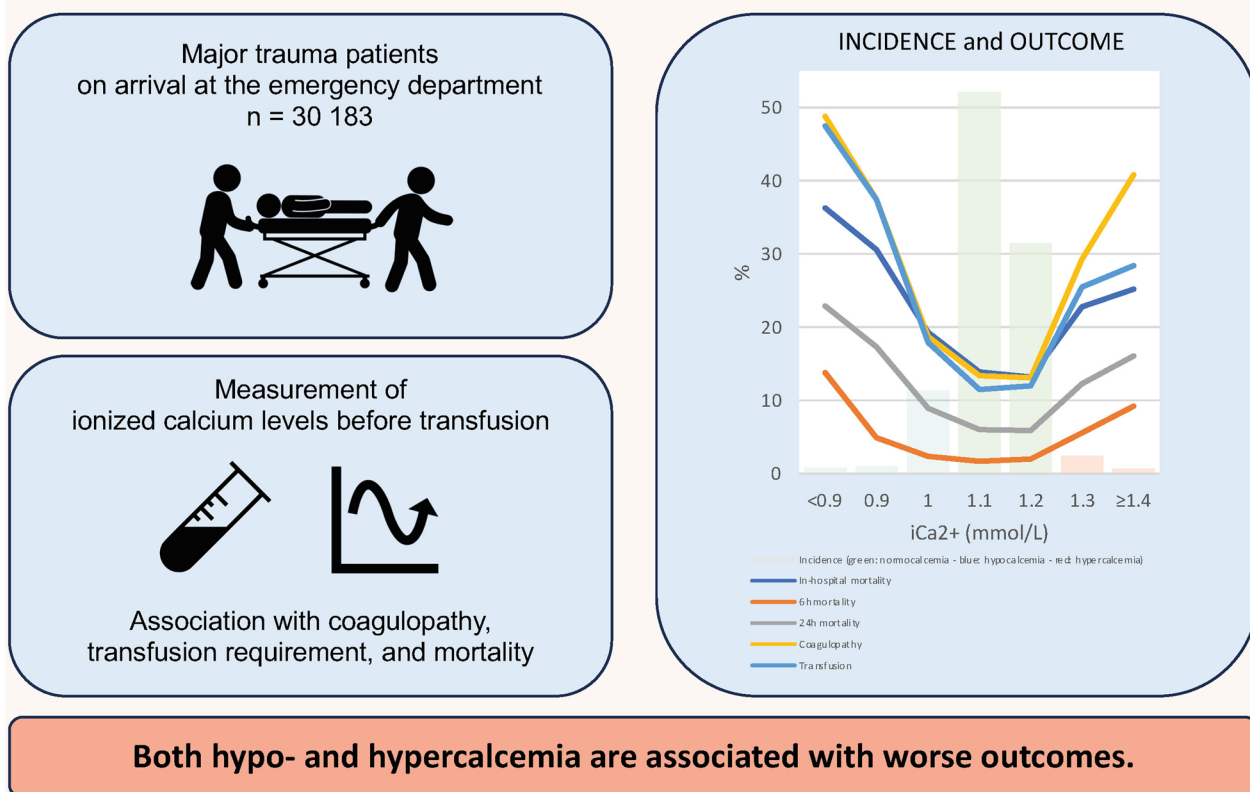 Major trauma patients
on arrival at the emergency department
n = 30 183
Measurement of
ionized calcium levels before transfusion
Association with coagulopathy,
transfusion requirement, and mortality
INCIDENCE and OUTCOME
%
50
40
30
20
10
0
<0.9 0.9 1 1.1 1.2 1.3 ≥1.4
iCa2+ (mmol/L)
Incidence (green: normocalcemia - blue: hypocalcemia - red: hypercalcemia)
In-hospital mortality
6h mortality
24h mortality
Coagulopathy
Transfusion
Both hypo- and hypercalcemia are associated with worse outcomes.